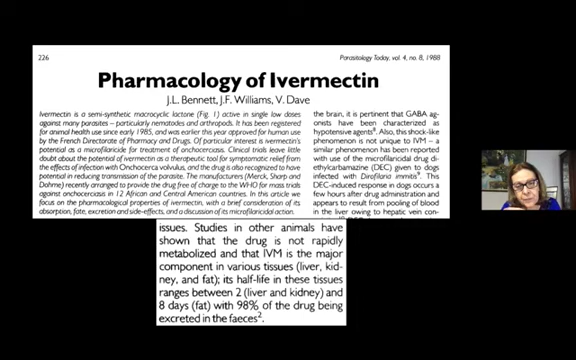 226
Parasitology Today, vol. 4, no. 8, 1988
Pharmacology of Ivermectin
J.L. Bennett, J.F. Williams, V. Dave
Ivermectin is a semi-synthetic macrocyclic lactone (Fig. 1) active in single low doses
against many parasites – particularly nematodes and arthropods. It has been registered
for animal health use since early 1985, and was earlier this year approved for human use
by the French Directorate of Pharmacy and Drugs. Of particular interest is ivermectin's
potential as a microfilaricide for treatment of onchocerciasis. Clinical trials leave little
doubt about the potential of ivermectin as a therapeutic tool for symptomatic relief from
the effects of infection with Onchocerca volvulus, and the drug is also recognized to have
potential in reducing transmission of the parasite. The manufacturers (Merck, Sharp and
Dohme) recently arranged to provide the drug free of charge to the WHO for mass trials
against onchocerciasis in 12 African and Central American countries. In this article we
focus on the pharmacological properties of ivermectin, with a brief consideration of its
absorption, fate, excretion and side-effects, and a discussion of its microfilaricidal action.
the brain, it is pertinent that GABA ag-
onists have been characterized as
hypotensive agents⁸. Also, this shock-like
phenomenon is not unique to IVM – a
similar phenomenon has been reported
with use of the microfilaricidal drug di-
ethylcarbamazine (DEC) given to dogs
infected with Dirofilaria immitis⁹. This
DEC-induced response in dogs occurs a
few hours after drug administration and
appears to result from pooling of blood
in the liver owing to hepatic vein con-
issues. Studies in other animals have
shown that the drug is not rapidly
metabolized and that IVM is the major
component in various tissues (liver, kid-
ney, and fat); its half-life in these tissues
ranges between 2 (liver and kidney) and
8 days (fat) with 98% of the drug being
excreted in the faeces².